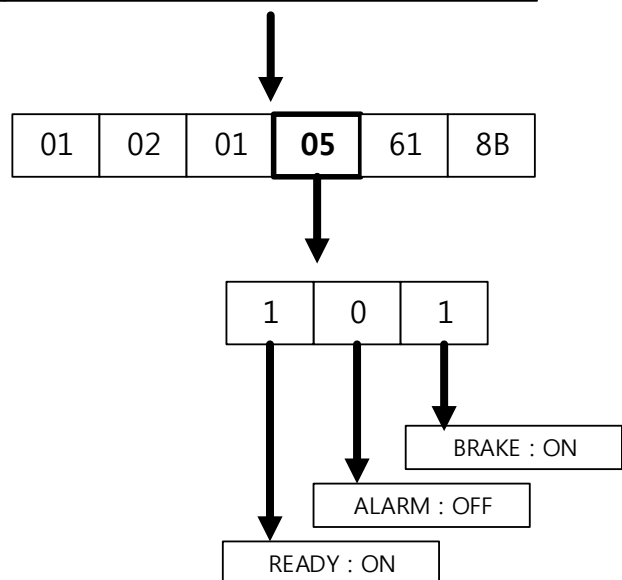 01 02 01 05 61 8B
1 0 1
BRAKE : ON
ALARM : OFF
READY : ON